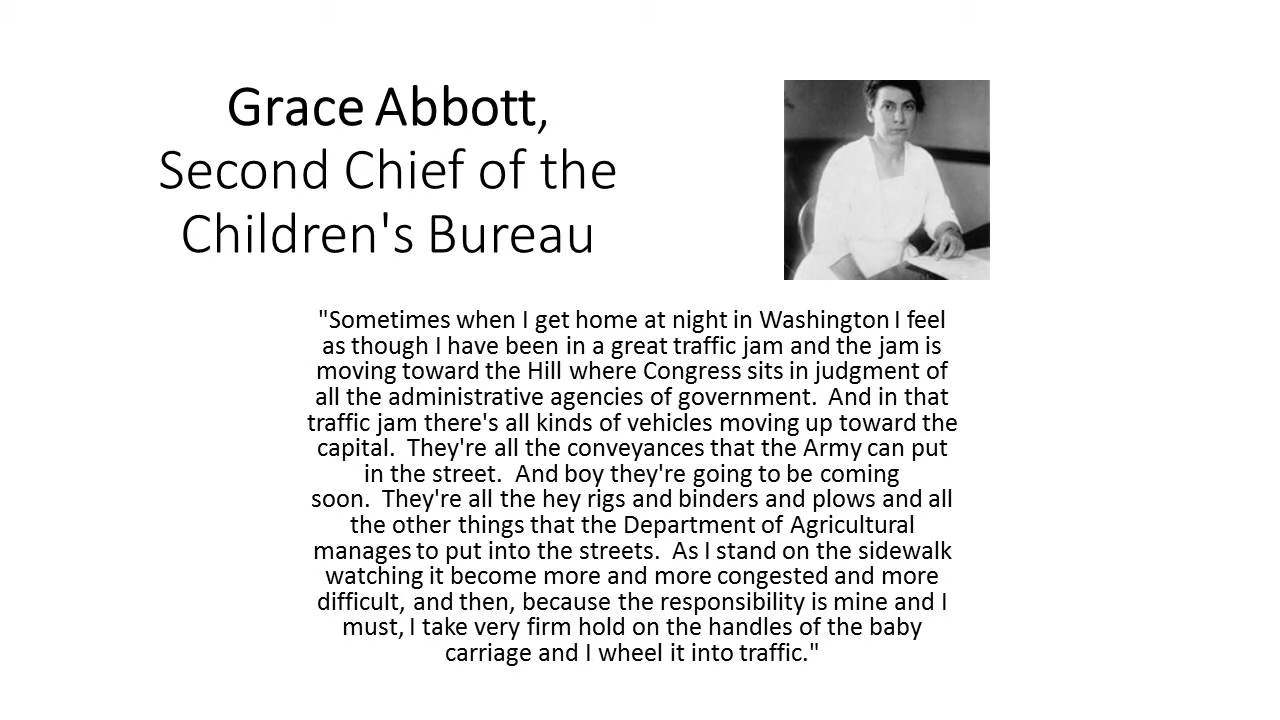 Grace Abbott,
Second Chief of the
Children's Bureau
"Sometimes when I get home at night in Washington I feel
as though I have been in a great traffic jam and the jam is
moving toward the Hill where Congress sits in judgment of
all the administrative agencies of government.  And in that
traffic jam there's all kinds of vehicles moving up toward the
capital.  They're all the conveyances that the Army can put
in the street.  And boy they're going to be coming
soon.  They're all the hey rigs and binders and plows and all
the other things that the Department of Agricultural
manages to put into the streets.  As I stand on the sidewalk
watching it become more and more congested and more
difficult, and then, because the responsibility is mine and I
must, I take very firm hold on the handles of the baby
carriage and I wheel it into traffic."